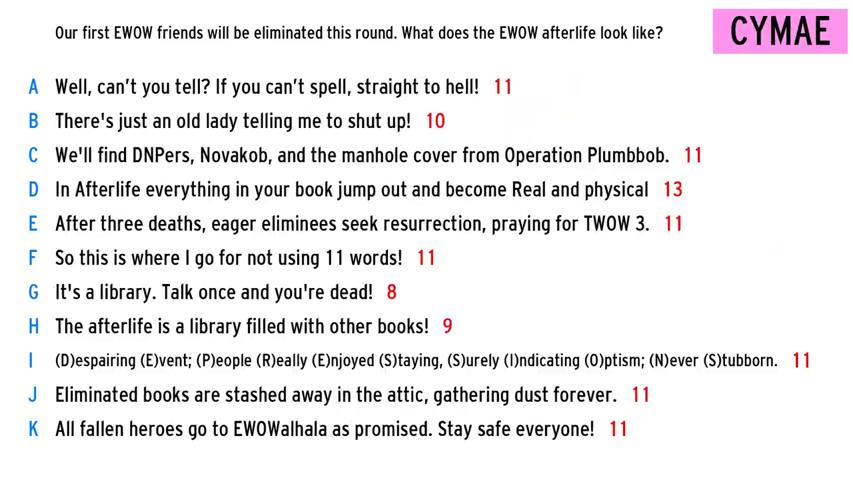 Our first EWOW friends will be eliminated this round. What does the EWOW afterlife look like?
CYMAE
A Well, can't you tell? If you can't spell, straight to hell! 11
B There's just an old lady telling me to shut up! 10
C We'll find DNPers, Novakob, and the manhole cover from Operation Plumbbob. 11
D In Afterlife everything in your book jump out and become Real and physical 13
E After three deaths, eager eliminees seek resurrection, praying for TWOW 3. 11
F So this is where I go for not using 11 words! 11
G It's a library. Talk once and you're dead! 8
H The afterlife is a library filled with other books! 9
I (D)espairing (E)vent; (P)eople (R)eally (E)njoyed (S)taying, (S)urely (I)ndicating (O)ptism; (N)ever (S)tubborn. 11
J Eliminated books are stashed away in the attic, gathering dust forever. 11
K All fallen heroes go to EWOWalhala as promised. Stay safe everyone! 11